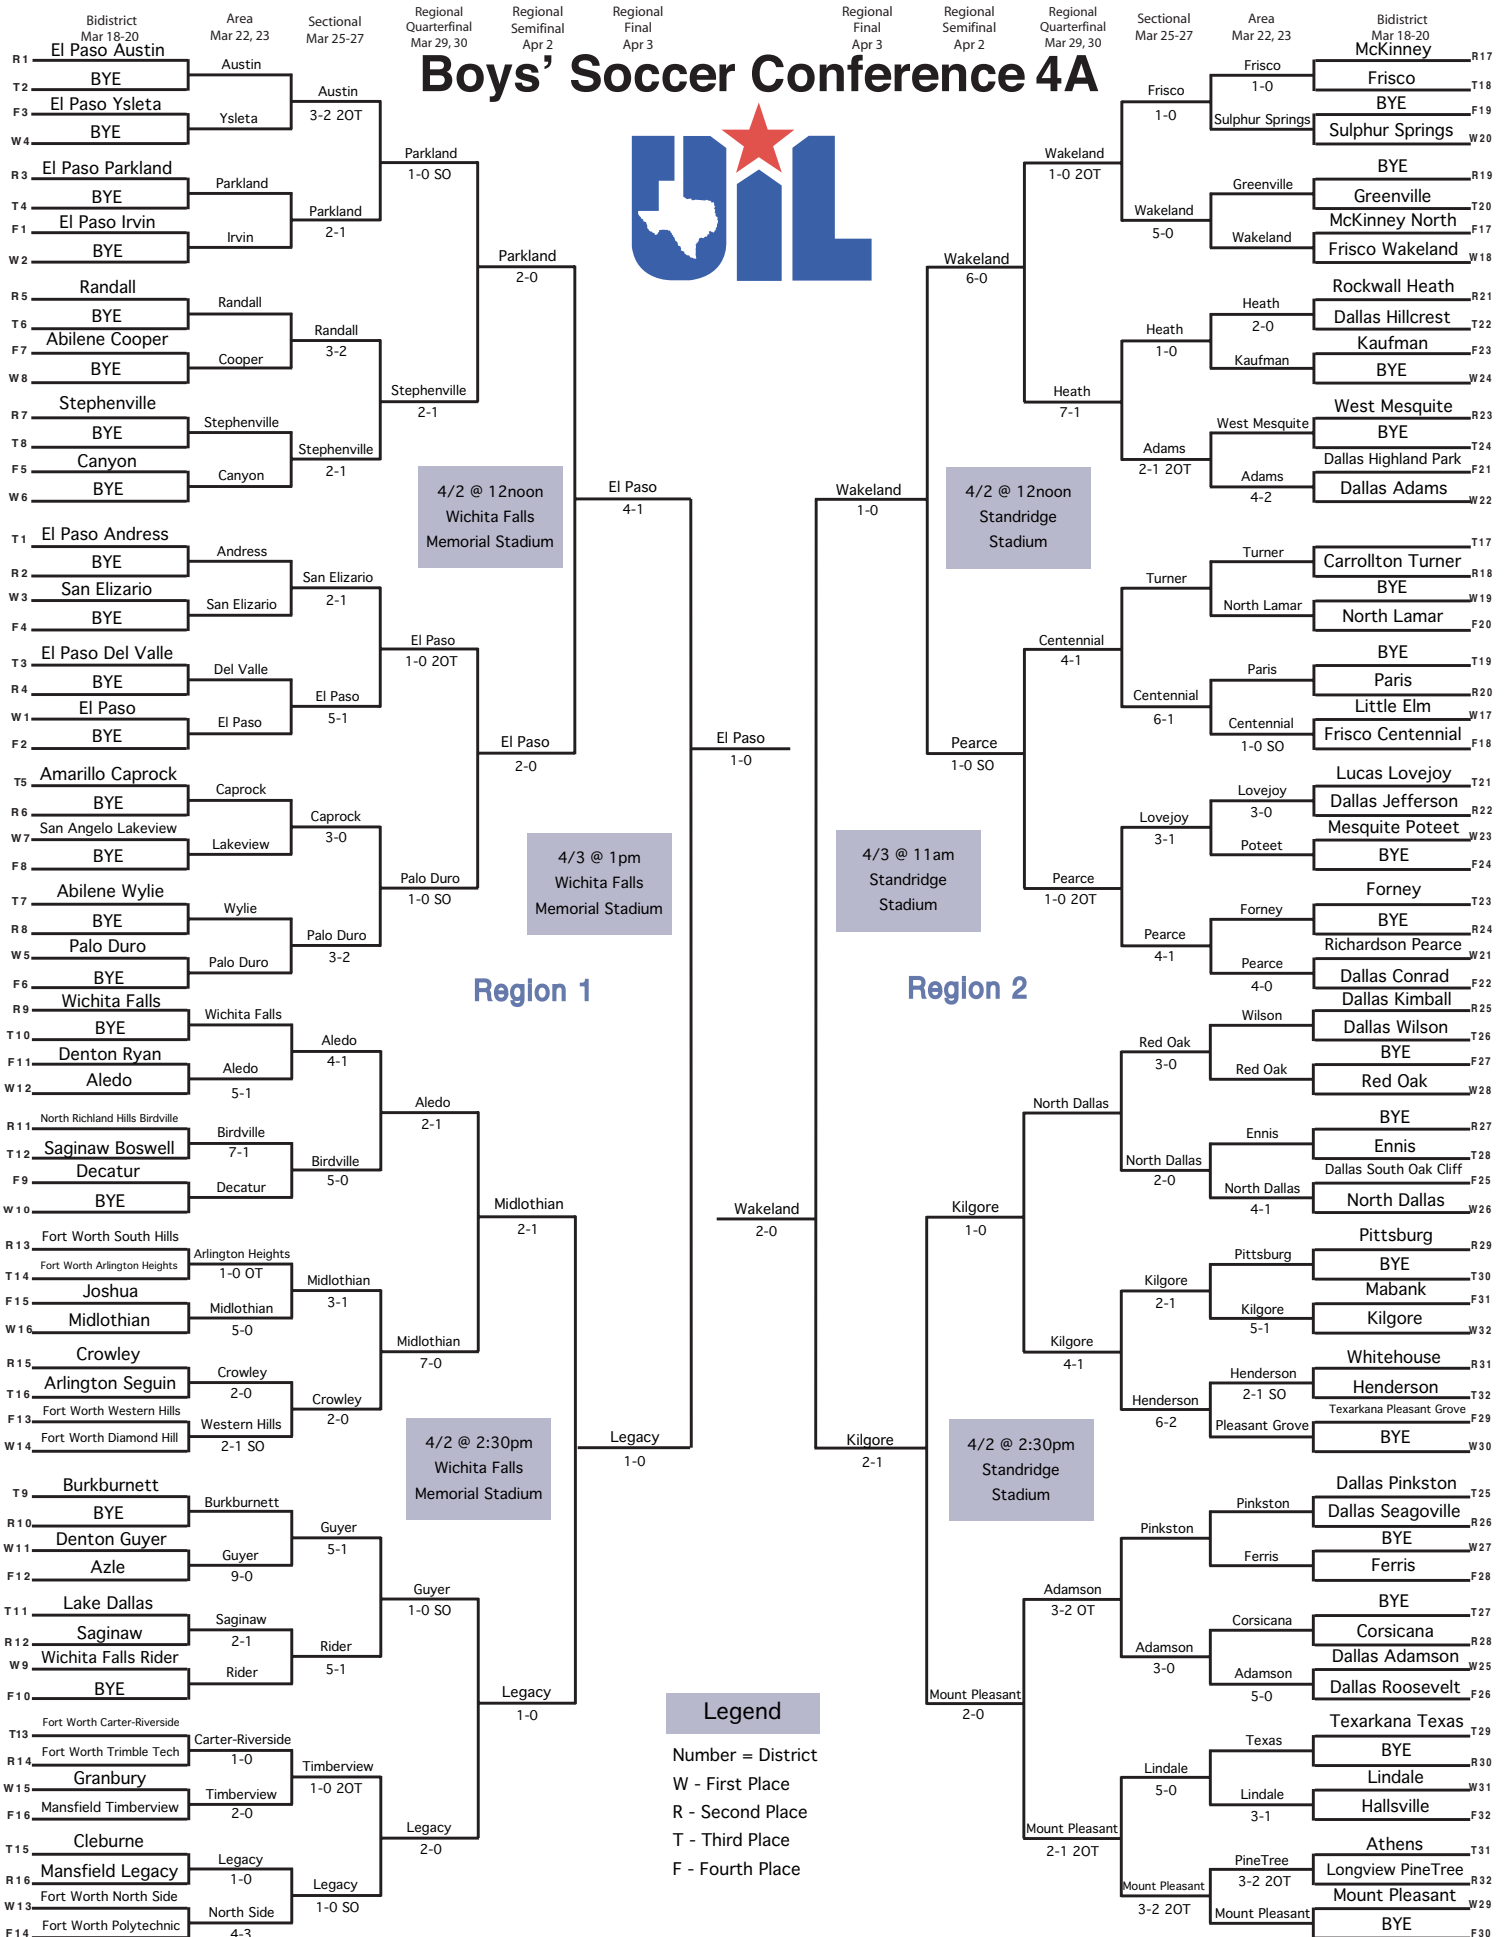 Bidistrict
Mar 18-20
Area
Mar 22, 23
Sectional
Mar 25-27
Regional
Quarterfinal
Mar 29, 30
Regional
Semifinal
Apr 2
Regional
Final
Apr 3
Regional
Final
Apr 3
Regional
Semifinal
Apr 2
Regional
Quarterfinal
Mar 29, 30
Sectional
Mar 25-27
Area
Mar 22, 23
Bidistrict
Mar 18-20
Boys' Soccer Conference 4A
UIL
R1 El Paso Austin
T2 BYE
F3 El Paso Ysleta
W4 BYE
R3 El Paso Parkland
T4 BYE
F1 El Paso Irvin
W2 BYE
R5 Randall
T6 BYE
F7 Abilene Cooper
W8 BYE
R7 Stephenville
T8 BYE
F5 Canyon
W6 BYE
T1 El Paso Andress
R2 BYE
W3 San Elizario
F4 BYE
T3 El Paso Del Valle
R4 BYE
W1 El Paso
F2 BYE
T5 Amarillo Caprock
R6 BYE
W7 San Angelo Lakeview
F8 BYE
T7 Abilene Wylie
R8 BYE
W5 Palo Duro
F6 BYE
R9 Wichita Falls
T10 BYE
F11 Denton Ryan
W12 Aledo
R11 North Richland Hills Birdville
T12 Saginaw Boswell
F9 Decatur
W10 BYE
R13 Fort Worth South Hills
T14 Fort Worth Arlington Heights
F15 Joshua
W16 Midlothian
R15 Crowley
T16 Arlington Seguin
F13 Fort Worth Western Hills
W14 Fort Worth Diamond Hill
T9 Burkburnett
R10 BYE
W11 Denton Guyer
F12 Azle
T11 Lake Dallas
R12 Saginaw
W9 Wichita Falls Rider
F10 BYE
T13 Fort Worth Carter-Riverside
R14 Fort Worth Trimble Tech
W15 Granbury
F16 Mansfield Timberview
T15 Cleburne
R16 Mansfield Legacy
W13 Fort Worth North Side
F14 Fort Worth Polytechnic
Austin
Ysleta
Parkland
Irvin
Randall
Cooper
Stephenville
Canyon
Andress
San Elizario
Del Valle
El Paso
Caprock
Lakeview
Wylie
Palo Duro
Wichita Falls
Aledo
5-1
Birdville
7-1
Decatur
Arlington Heights
1-0 OT
Midlothian
5-0
Crowley
2-0
Western Hills
2-1 SO
Burkburnett
Guyer
9-0
Saginaw
2-1
Rider
Carter-Riverside
1-0
Timberview
2-0
Legacy
1-0
North Side
4-3
Austin
3-2 2OT
Parkland
2-1
Randall
3-2
Stephenville
2-1
San Elizario
2-1
El Paso
5-1
Caprock
3-0
Palo Duro
3-2
Aledo
4-1
Birdville
5-0
Midlothian
3-1
Crowley
2-0
Guyer
5-1
Rider
5-1
Timberview
1-0 2OT
Legacy
1-0 SO
Parkland
1-0 SO
Stephenville
2-1
El Paso
1-0 2OT
Palo Duro
1-0 SO
Aledo
2-1
Midlothian
7-0
Guyer
1-0 SO
Legacy
2-0
Parkland
2-0
El Paso
2-0
Midlothian
2-1
Legacy
1-0
El Paso
4-1
Legacy
1-0
El Paso
1-0
4/2 @ 12noon
Wichita Falls
Memorial Stadium
4/3 @ 1pm
Wichita Falls
Memorial Stadium
Region 1
4/2 @ 2:30pm
Wichita Falls
Memorial Stadium
Legend
Number = District
W - First Place
R - Second Place
T - Third Place
F - Fourth Place
Wakeland
2-0
Wakeland
1-0
Kilgore
2-1
4/2 @ 12noon
Standridge
Stadium
4/3 @ 11am
Standridge
Stadium
Region 2
4/2 @ 2:30pm
Standridge
Stadium
Wakeland
6-0
Pearce
1-0 SO
Kilgore
1-0
Mount Pleasant
2-0
Wakeland
1-0 2OT
Heath
7-1
Centennial
4-1
Pearce
1-0 2OT
North Dallas
Kilgore
4-1
Adamson
3-2 OT
Mount Pleasant
2-1 2OT
Frisco
1-0
Wakeland
5-0
Heath
1-0
Adams
2-1 2OT
Turner
Centennial
6-1
Lovejoy
3-1
Pearce
4-1
Red Oak
3-0
North Dallas
2-0
Kilgore
2-1
Henderson
6-2
Pinkston
Adamson
3-0
Lindale
5-0
Mount Pleasant
3-2 2OT
Frisco
1-0
Sulphur Springs
Greenville
Wakeland
Heath
2-0
Kaufman
West Mesquite
Adams
4-2
Turner
North Lamar
Paris
Centennial
1-0 SO
Lovejoy
3-0
Poteet
Forney
Pearce
4-0
Wilson
Red Oak
Ennis
North Dallas
4-1
Pittsburg
Kilgore
5-1
Henderson
2-1 SO
Pleasant Grove
Pinkston
Ferris
Corsicana
Adamson
5-0
Texas
Lindale
3-1
PineTree
3-2 2OT
Mount Pleasant
McKinney R17
Frisco T18
BYE F19
Sulphur Springs W20
BYE R19
Greenville T20
McKinney North F17
Frisco Wakeland W18
Rockwall Heath R21
Dallas Hillcrest T22
Kaufman F23
BYE W24
West Mesquite R23
BYE T24
Dallas Highland Park F21
Dallas Adams W22
T17
Carrollton Turner R18
BYE W19
North Lamar F20
BYE T19
Paris R20
Little Elm W17
Frisco Centennial F18
Lucas Lovejoy T21
Dallas Jefferson R22
Mesquite Poteet W23
BYE F24
Forney T23
BYE R24
Richardson Pearce W21
Dallas Conrad F22
Dallas Kimball R25
Dallas Wilson T26
BYE F27
Red Oak W28
BYE R27
Ennis T28
Dallas South Oak Cliff F25
North Dallas W26
Pittsburg R29
BYE T30
Mabank F31
Kilgore W32
Whitehouse R31
Henderson T32
Texarkana Pleasant Grove F29
BYE W30
Dallas Pinkston T25
Dallas Seagoville R26
BYE W27
Ferris F28
BYE T27
Corsicana R28
Dallas Adamson W25
Dallas Roosevelt F26
Texarkana Texas T29
BYE R30
Lindale W31
Hallsville F32
Athens T31
Longview PineTree R32
Mount Pleasant W29
BYE F30